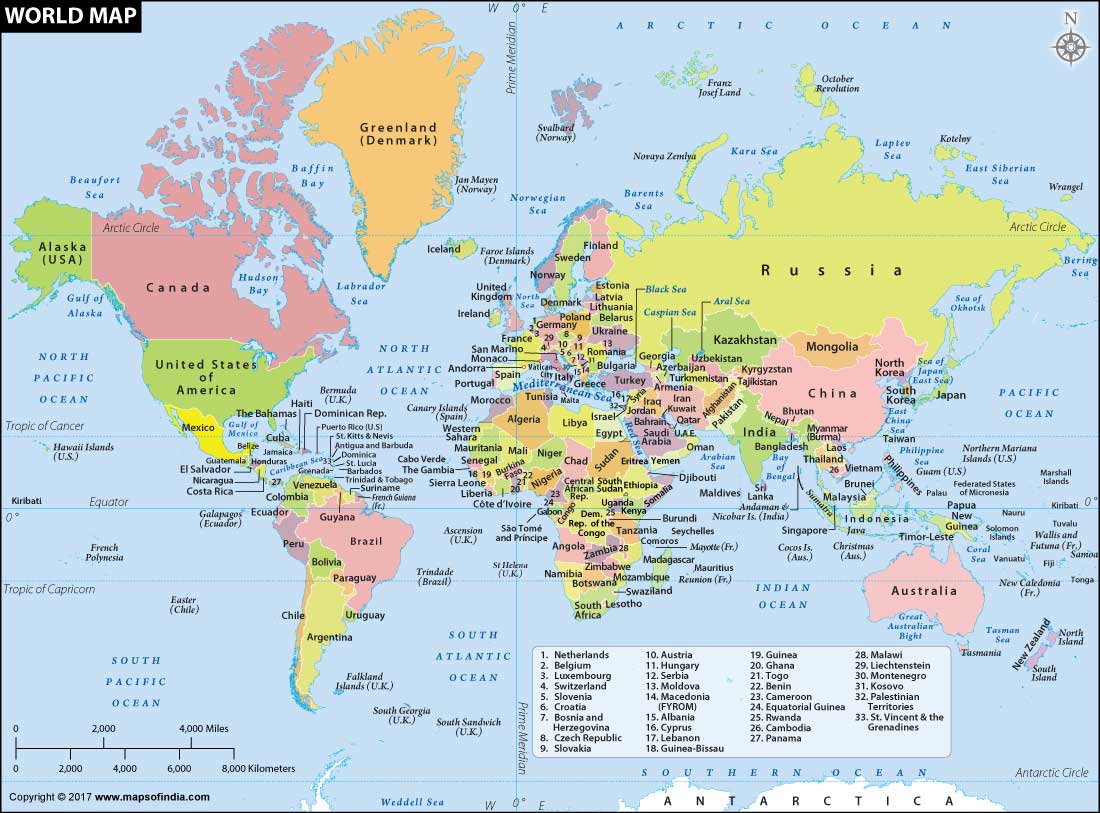 WORLD MAP
W 0° E
Prime Meridian
N
ARCTIC OCEAN
Greenland
(Denmark)
Svalbard
(Norway)
Franz
Josef Land
October
Revolution
Novaya Zemlya
Kara Sea
Laptev
Sea
Kotelny
East Siberian
Sea
Wrangel
Beaufort
Sea
Baffin
Bay
Jan Mayen
(Norway)
Norwegian
Sea
Barents
Sea
Arctic Circle
Arctic Circle
Alaska
(USA)
Canada
Hudson
Bay
Labrador
Sea
Gulf of
Alaska
Iceland
Faroe Islands
(Denmark)
Finland
Sweden
Norway
Russia
Bering
Sea
Sea of
Okhotsk
United
Kingdom
North
Sea
Ireland
Denmark
Estonia
Latvia
Lithuania
Belarus
Black Sea
Caspian Sea
Aral Sea
Poland
Germany
Ukraine
France
San Marino
Monaco
Andorra
Spain
Portugal
Vatican
City
Italy
Malta
Greece
Romania
Bulgaria
Georgia
Azerbaijan
Armenia
Turkey
Kazakhstan
Uzbekistan
Turkmenistan
Kyrgyzstan
Tajikistan
Mongolia
China
North
Korea
South
Korea
Sea of
Japan
(East Sea)
Japan
East
China
Sea
NORTH
PACIFIC
OCEAN
United States
of
America
NORTH
ATLANTIC
OCEAN
PACIFIC
OCEAN
Mediterranean Sea
Tunisia
Morocco
Canary Islands
(Spain)
Algeria
Libya
Egypt
Israel
Syria
Jordan
Iraq
Iran
Kuwait
Bahrain
Qatar
Saudi
Arabia
U.A.E.
Oman
Yemen
Red Sea
Afghanistan
Pakistan
India
Nepal
Bhutan
Bangladesh
Myanmar
(Burma)
Laos
Thailand
Vietnam
Taiwan
Philippine
Sea
Philippines
Guam (U.S)
Northern Mariana
Islands (U.S)
Marshall
Islands
Tropic of Cancer
Hawaii Islands
(U.S.)
Mexico
Gulf of
Mexico
Bermuda
(U.K.)
The Bahamas
Haiti
Dominican Rep.
Puerto Rico (U.S)
St. Kitts & Nevis
Antigua and Barbuda
Dominica
St. Lucia
Barbados
Trinidad & Tobago
Suriname
French Guiana
(Fr.)
Cuba
Jamaica
Belize
Guatemala
Honduras
El Salvador
Nicaragua
Costa Rica
Caribbean Sea
Grenada
Venezuela
Colombia
Guyana
Ecuador
Peru
Brazil
Bolivia
Paraguay
Chile
Uruguay
Argentina
Western
Sahara
Mauritania
Cabo Verde
Senegal
The Gambia
Sierra Leone
Liberia
Côte d'Ivoire
Mali
Burkina
Faso
Niger
Nigeria
Chad
Sudan
Eritrea
Djibouti
Ethiopia
Somalia
Central
African
South
Sudan
Uganda
Kenya
Gabon
Congo
Dem.
Rep. of the
Congo
São Tomé
and Príncipe
Burundi
Tanzania
Seychelles
Comoros
Mayotte (Fr.)
Angola
Zambia
Zimbabwe
Mozambique
Madagascar
Mauritius
Reunion (Fr.)
Namibia
Botswana
Swaziland
Lesotho
South
Africa
Arabian
Sea
Bay
of
Bengal
Maldives
Sri
Lanka
Andaman &
Nicobar Is. (India)
Singapore
Sumatra
Malaysia
Brunei
Indonesia
Java
Cocos Is.
(Aus.)
Christmas
(Aus.)
Timor-Leste
Papua
New
Guinea
Palau
Federated States
of Micronesia
Nauru
Kiribati
Solomon
Islands
Tuvalu
Wallis and
Futuna (Fr.)
Samoa
Fiji
Vanuatu
Tonga
New Caledonia
(Fr.)
Coral
Sea
Kiribati
Equator
0°
0°
Galapagos
(Ecuador)
French
Polynesia
Easter
(Chile)
Ascension
(U.K.)
Trindade
(Brazil)
St Helena
(U.K.)
Tropic of Capricorn
INDIAN
OCEAN
Australia
Great
Australian
Bight
Tasman
Sea
Tasmania
New Zealand
North
Island
South
Island
SOUTH
PACIFIC
OCEAN
SOUTH
ATLANTIC
OCEAN
Falkland
Islands (U.K.)
South Georgia
(U.K.)
South Sandwich
(U.K.)
Prime Meridian
1. Netherlands
2. Belgium
3. Luxembourg
4. Switzerland
5. Slovenia
6. Croatia
7. Bosnia and
Herzegovina
8. Czech Republic
9. Slovakia
10. Austria
11. Hungary
12. Serbia
13. Moldova
14. Macedonia
(FYROM)
15. Albania
16. Cyprus
17. Lebanon
18. Guinea-Bissau
19. Guinea
20. Ghana
21. Togo
22. Benin
23. Cameroon
24. Equatorial Guinea
25. Rwanda
26. Cambodia
27. Panama
28. Malawi
29. Liechtenstein
30. Montenegro
31. Kosovo
32. Palestinian
Territories
33. St. Vincent & the
Grenadines
0 2,000 4,000 Miles
0 2,000 4,000 6,000 8,000 Kilometers
SOUTHERN OCEAN
Antarctic Circle
Copyright © 2017 www.mapsofindia.com
Weddell Sea
W 0° E
ANTARCTICA